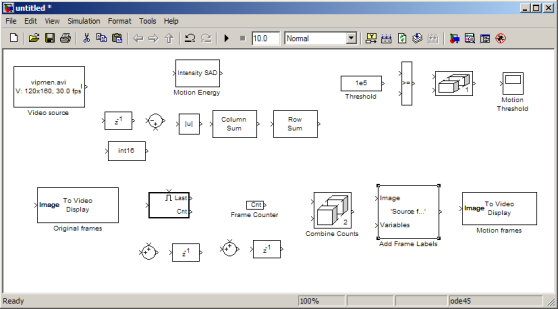 untitled *
File Edit View Simulation Format Tools Help
10.0 Normal
vipmen.avi
V: 120x160, 30.0 fps
I
Video source
Intensity SAD
Motion Energy
1e5
Threshold
>=
1
Motion
Threshold
z-1
|u|
Column
Sum
Row
Sum
int16
Image To Video
Display
Original frames
Last
Cnt
Cnt
Frame Counter
2
Combine Counts
Image
'Source f...'
Variables
Add Frame Labels
Image To Video
Display
Motion frames
z-1
z-1
Ready 100% ode45